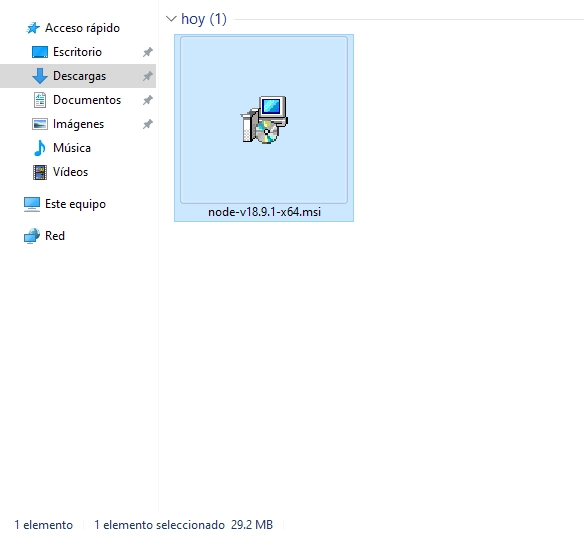 Acceso rápido
Escritorio
Descargas
Documentos
Imágenes
Música
Vídeos
Este equipo
Red
hoy (1)
node-v18.9.1-x64.msi
1 elemento 1 elemento seleccionado 29.2 MB